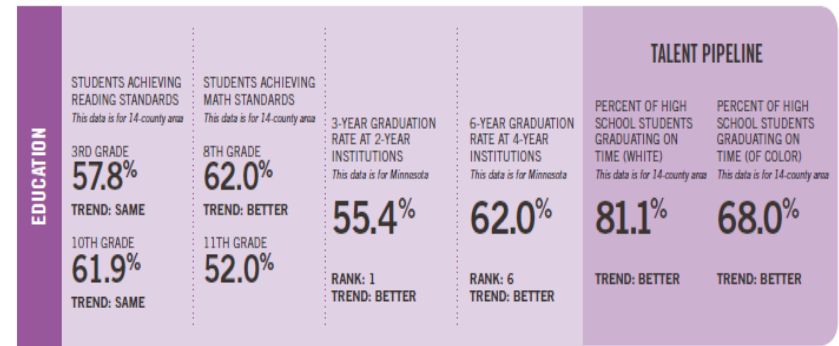 EDUCATION
STUDENTS ACHIEVING
READING STANDARDS
This data is for 14-county area
3RD GRADE
57.8%
TREND: SAME
10TH GRADE
61.9%
TREND: SAME
STUDENTS ACHIEVING
MATH STANDARDS
This data is for 14-county area
8TH GRADE
62.0%
TREND: BETTER
11TH GRADE
52.0%
3-YEAR GRADUATION
RATE AT 2-YEAR
INSTITUTIONS
This data is for Minnesota
55.4%
RANK: 1
TREND: BETTER
6-YEAR GRADUATION
RATE AT 4-YEAR
INSTITUTIONS
This data is for Minnesota
62.0%
RANK: 6
TREND: BETTER
TALENT PIPELINE
PERCENT OF HIGH
SCHOOL STUDENTS
GRADUATING ON
TIME (WHITE)
This data is for 14-county area
81.1%
TREND: BETTER
PERCENT OF HIGH
SCHOOL STUDENTS
GRADUATING ON
TIME (OF COLOR)
This data is for 14-county area
68.0%
TREND: BETTER